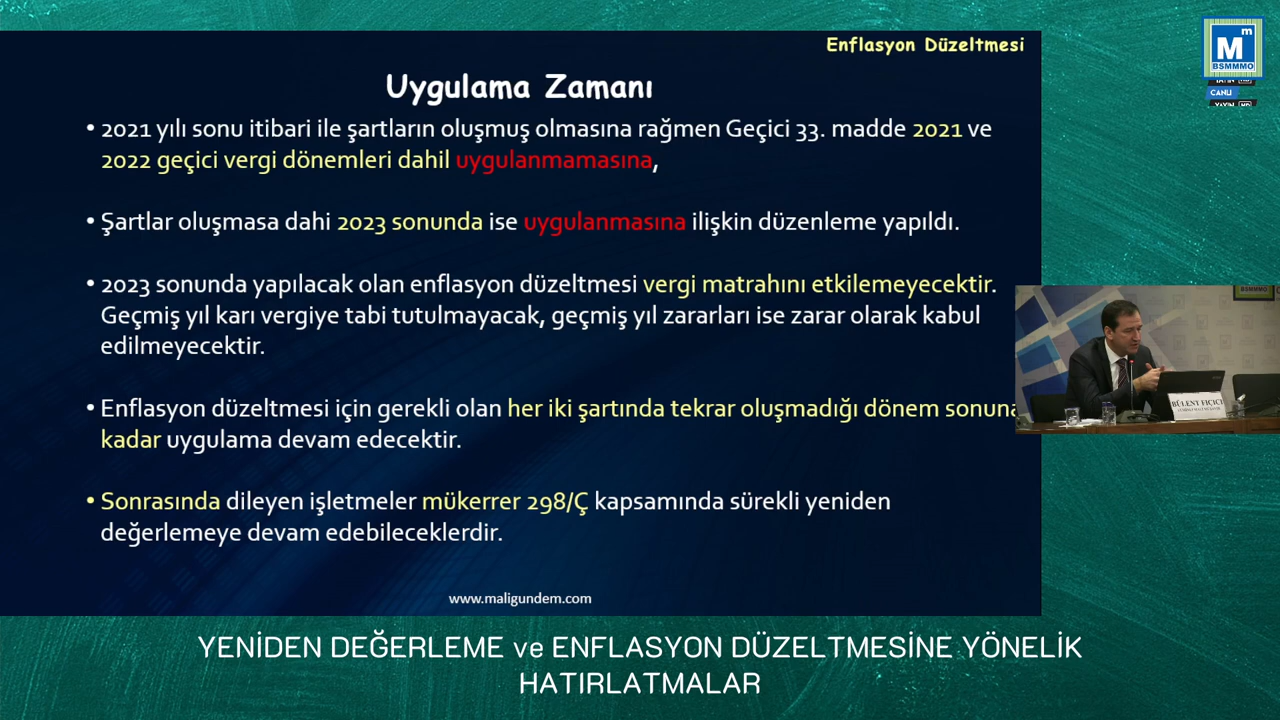 Enflasyon Düzeltmesi
Uygulama Zamanı
• 2021 yılı sonu itibari ile şartların oluşmuş olmasına rağmen Geçici 33. madde 2021 ve
2022 geçici vergi dönemleri dahil uygulanmamasına,
• Şartlar oluşmasa dahi 2023 sonunda ise uygulanmasına ilişkin düzenleme yapıldı.
• 2023 sonunda yapılacak olan enflasyon düzeltmesi vergi matrahını etkilemeyecektir.
Geçmiş yıl karı vergiye tabi tutulmayacak, geçmiş yıl zararları ise zarar olarak kabul
edilmeyecektir.
• Enflasyon düzeltmesi için gerekli olan her iki şartında tekrar oluşmadığı dönem sonuna
kadar uygulama devam edecektir.
• Sonrasında dileyen işletmeler mükerrer 298/Ç kapsamında sürekli yeniden
değerlemeye devam edebileceklerdir.
www.maligundem.com
M m
BSMMMO
CANLI
BÜLENT FIÇICI
YENİDEN DEĞERLEME ve ENFLASYON DÜZELTMESİNE YÖNELİK
HATIRLATMALAR